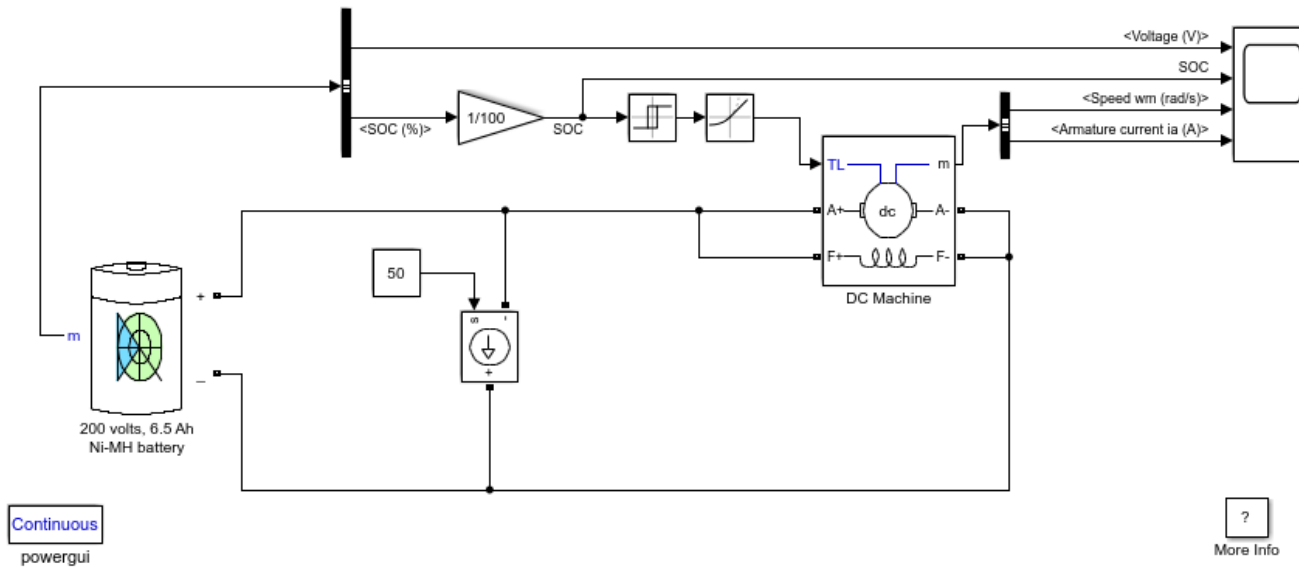 <Voltage (V)>
SOC
<Speed wm (rad/s)>
<Armature current ia (A)>
<SOC (%)>
1/100
SOC
TL
m
A+
dc
A-
F+
F-
DC Machine
50
s
-
+
+
m
_
200 volts, 6.5 Ah
Ni-MH battery
Continuous
powergui
?
More Info